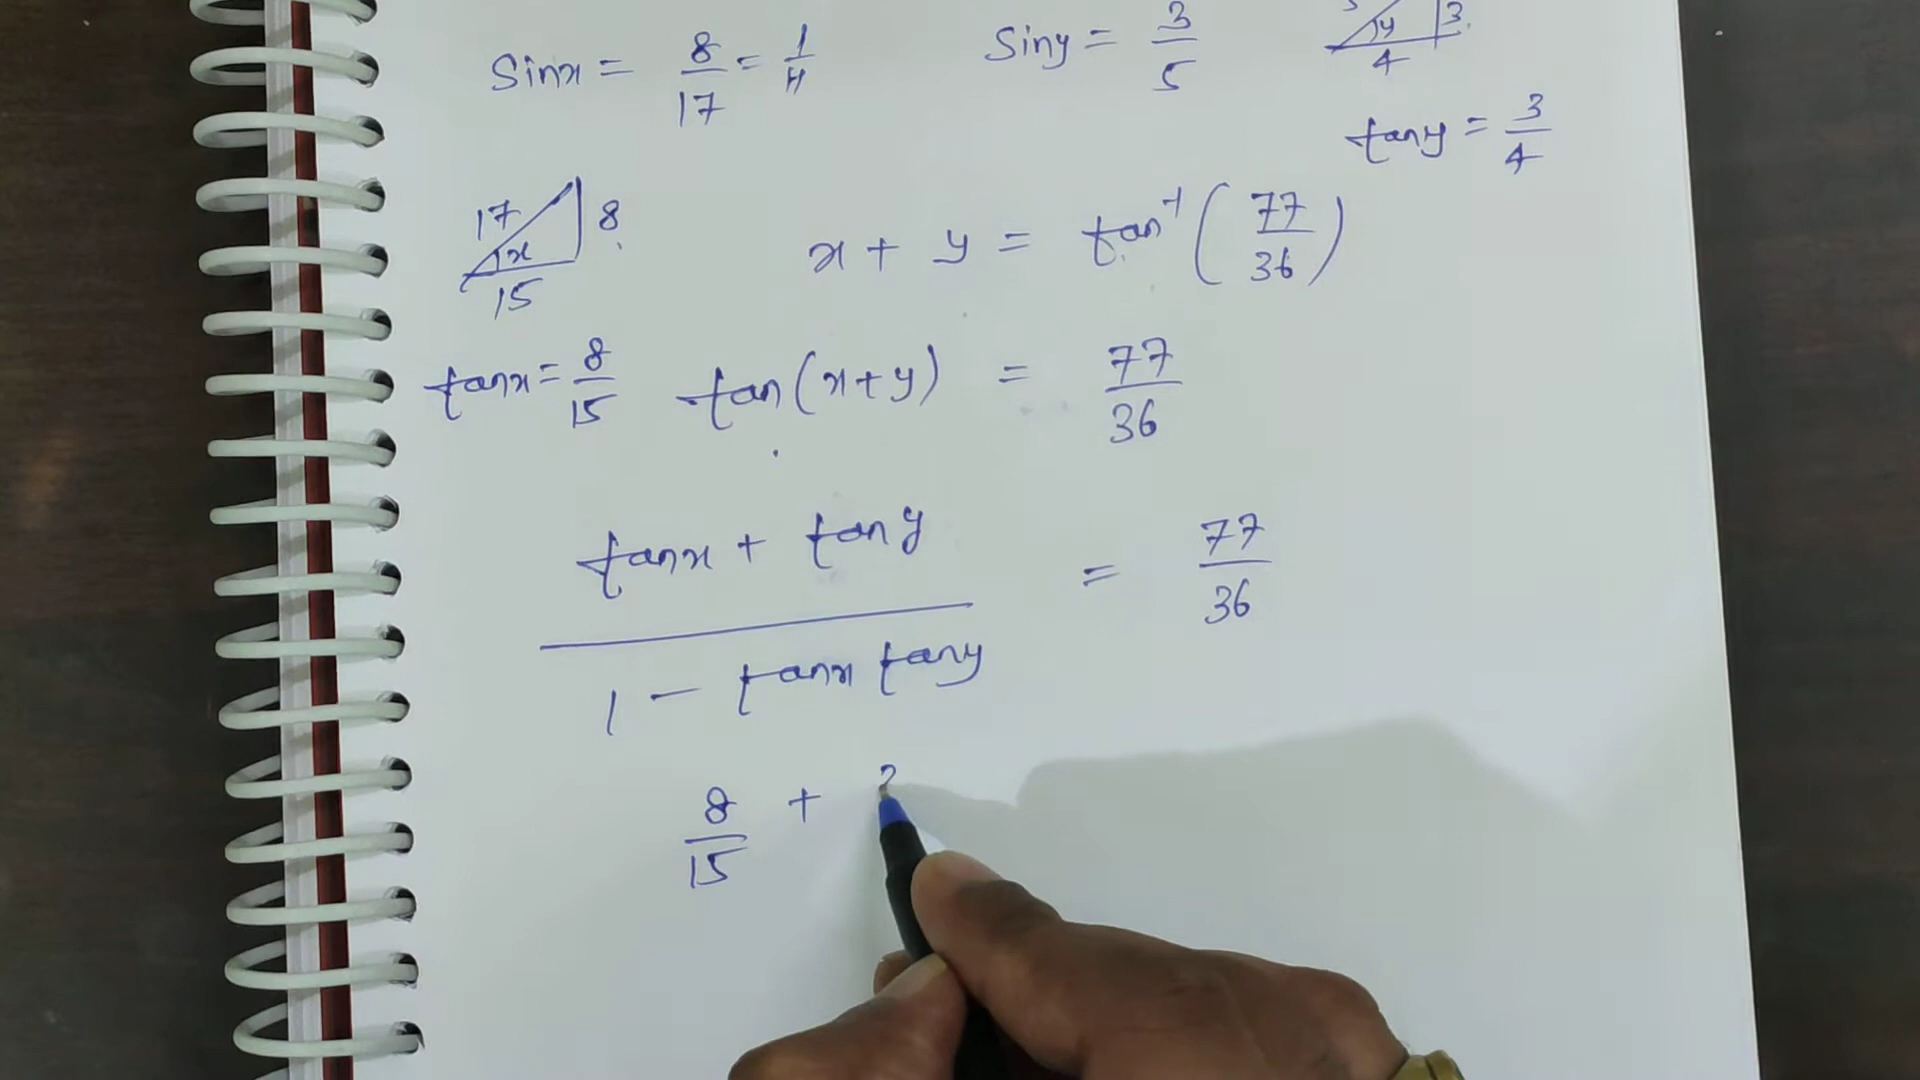 sinx = 8/17 = 1/H
siny = 3/5
y 3
4
tany = 3/4
17 8
x
15
x + y = tan⁻¹(77/36)
tanx = 8/15
tan(x+y) = 77/36
tanx + tany / 1 - tanx tany = 77/36
8/15 +